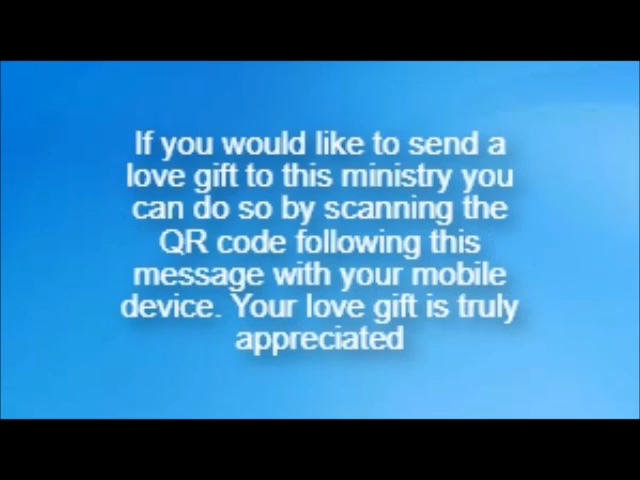 If you would like to send a
love gift to this ministry you
can do so by scanning the
QR code following this
message with your mobile
device. Your love gift is truly
appreciated